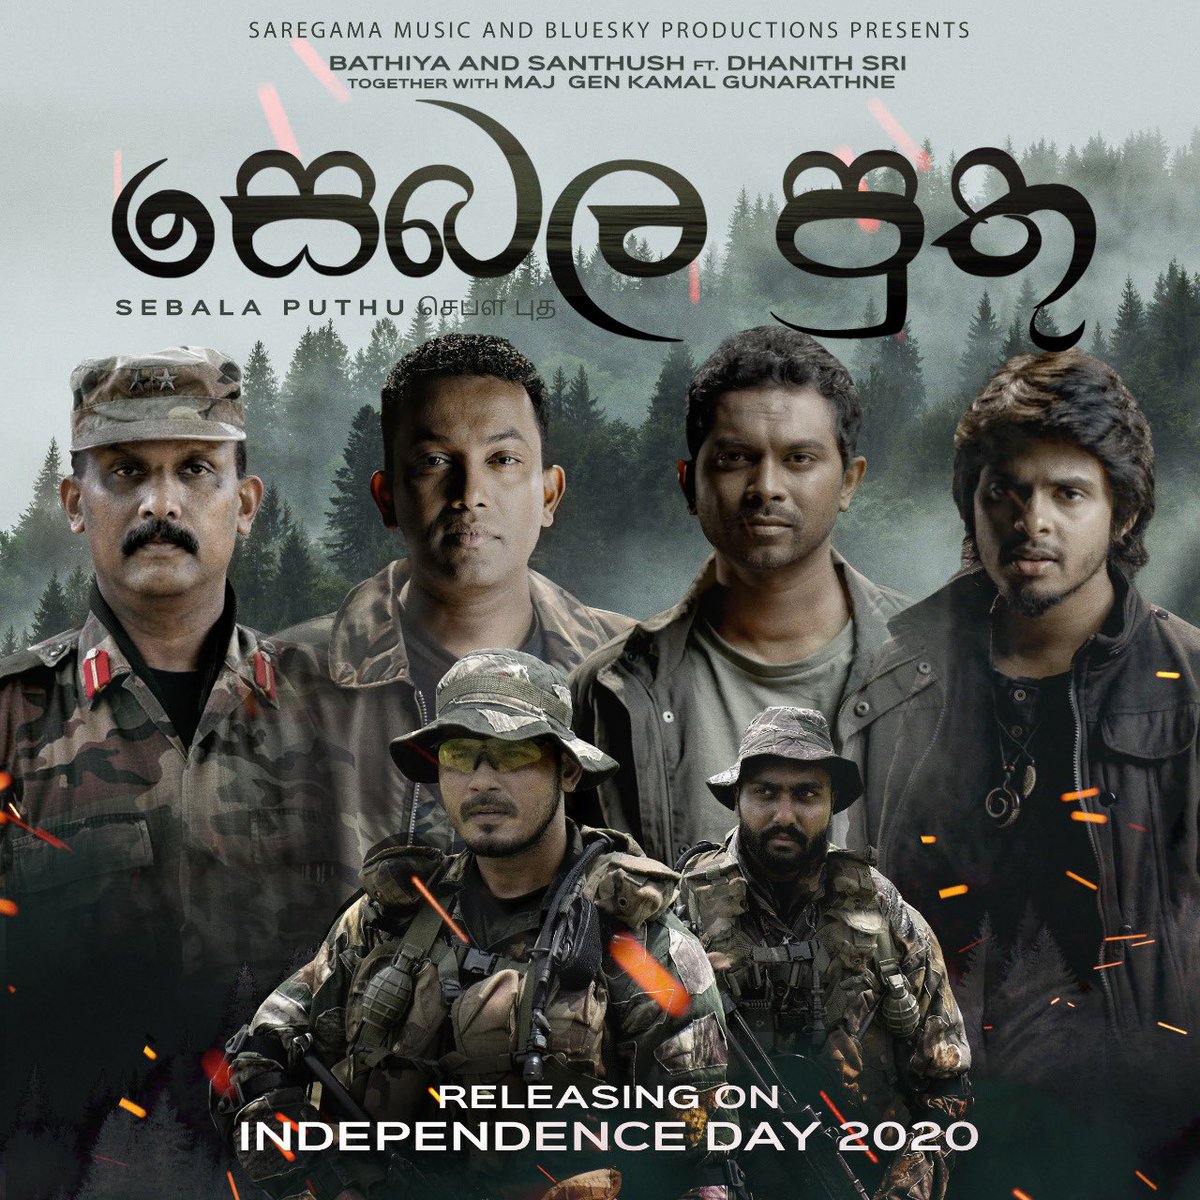 SAREGAMA MUSIC AND BLUESKY PRODUCTIONS PRESENTS
BATHIYA AND SANTHUSH FT. DHANITH SRI
TOGETHER WITH MAJ GEN KAMAL GUNARATHNE
සේබල පුතු
SEBALA PUTHU செபள புத
RELEASING ON
INDEPENDENCE DAY 2020